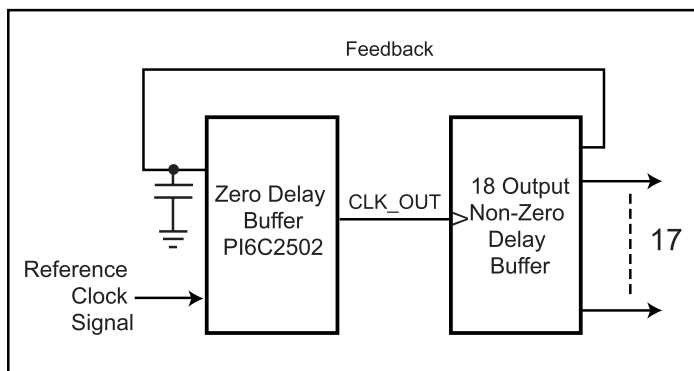 Feedback
Zero Delay
Buffer
PI6C2502
CLK_OUT
18 Output
Non-Zero
Delay
Buffer
17
Reference
Clock
Signal